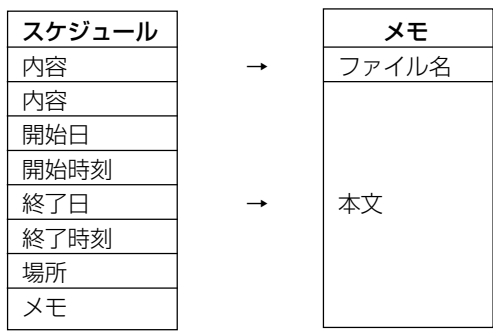 スケジュール → メモ
内容 → ファイル名
内容
開始日
開始時刻
終了日 → 本文
終了時刻
場所
メモ